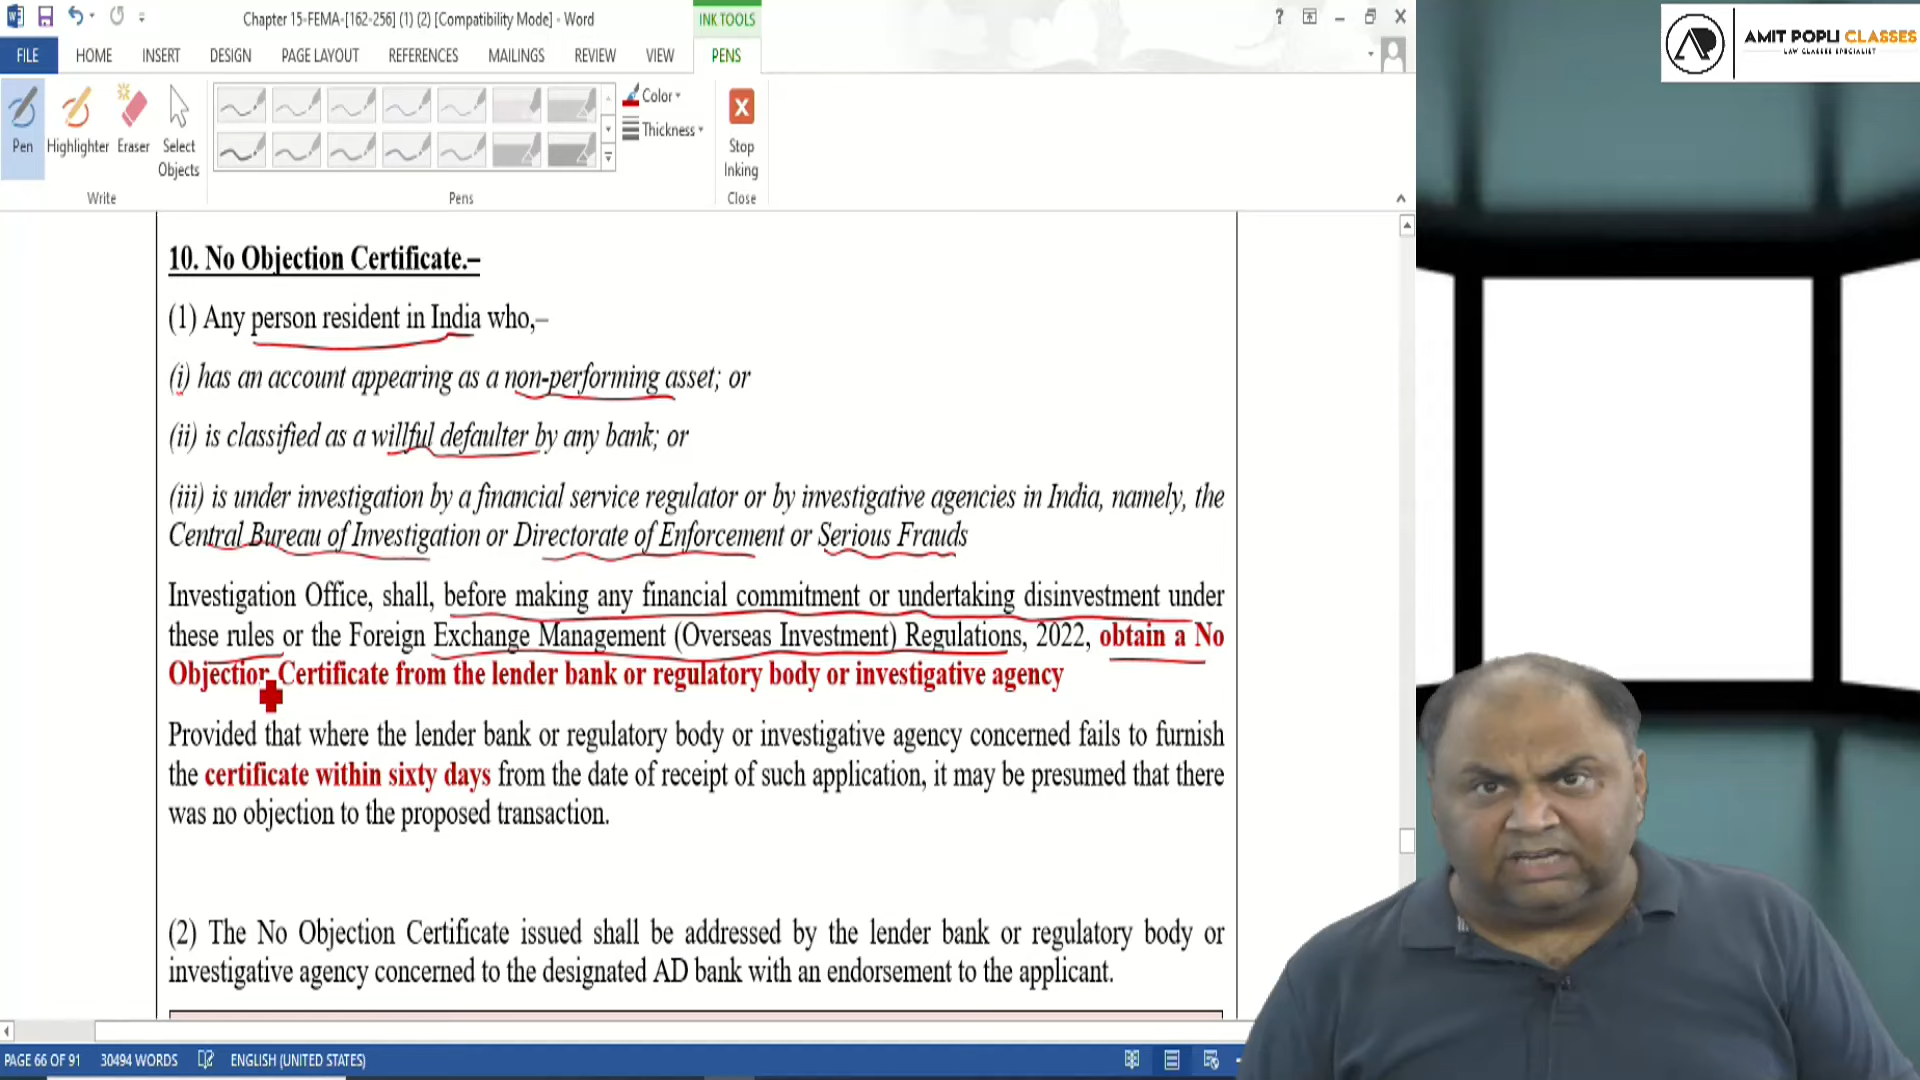 Chapter 15-FEMA-[162-256] (1) (2) [Compatibility Mode] - Word
INK TOOLS
FILE HOME INSERT DESIGN PAGE LAYOUT REFERENCES MAILINGS REVIEW VIEW PENS
AMIT POPLI CLASSES
LAW CLASSES SPECIALIST
Pen Highlighter Eraser Select Objects
Color
Thickness
Stop Inking
Write Pens Close
10. No Objection Certificate.–
(1) Any person resident in India who,–
(i) has an account appearing as a non-performing asset; or
(ii) is classified as a willful defaulter by any bank; or
(iii) is under investigation by a financial service regulator or by investigative agencies in India, namely, the
Central Bureau of Investigation or Directorate of Enforcement or Serious Frauds
Investigation Office, shall, before making any financial commitment or undertaking disinvestment under
these rules or the Foreign Exchange Management (Overseas Investment) Regulations, 2022, obtain a No
Objection Certificate from the lender bank or regulatory body or investigative agency
Provided that where the lender bank or regulatory body or investigative agency concerned fails to furnish
the certificate within sixty days from the date of receipt of such application, it may be presumed that there
was no objection to the proposed transaction.
(2) The No Objection Certificate issued shall be addressed by the lender bank or regulatory body or
investigative agency concerned to the designated AD bank with an endorsement to the applicant.
PAGE 66 OF 91 30494 WORDS ENGLISH (UNITED STATES)